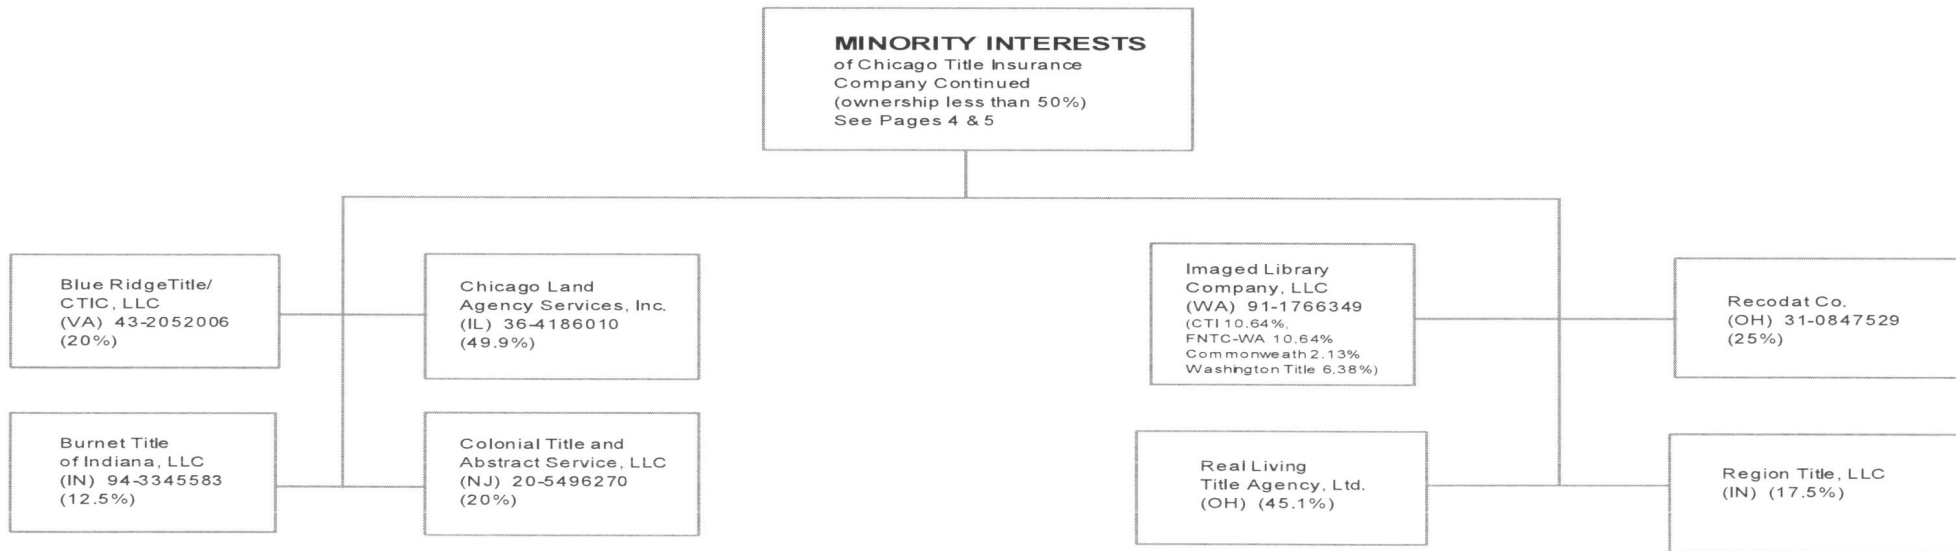 MINORITY INTERESTS
of Chicago Title Insurance
Company Continued
(ownership less than 50%)
See Pages 4 & 5
Blue RidgeTitle/
CTIC, LLC
(VA) 43-2052006
(20%)
Chicago Land
Agency Services, Inc.
(IL) 36-4186010
(49.9%)
Imaged Library
Company, LLC
(WA) 91-1766349
(CTI 10.64%,
FNTC-WA 10.64%
Commonweath 2.13%
Washington Title 6.38%)
Recodat Co.
(OH) 31-0847529
(25%)
Burnet Title
of Indiana, LLC
(IN) 94-3345583
(12.5%)
Colonial Title and
Abstract Service, LLC
(NJ) 20-5496270
(20%)
Real Living
Title Agency, Ltd.
(OH) (45.1%)
Region Title, LLC
(IN) (17.5%)